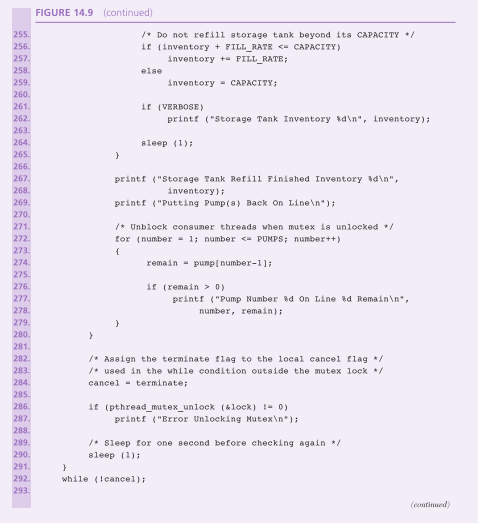 FIGURE 14.9 (continued)
255. /* Do not refill storage tank beyond its CAPACITY */
256. if (inventory + FILL_RATE <= CAPACITY)
257. inventory += FILL_RATE;
258. else
259. inventory = CAPACITY;
260.
261. if (VERBOSE)
262. printf ("Storage Tank Inventory %d\n", inventory);
263.
264. sleep (1);
265. }
266.
267. printf ("Storage Tank Refill Finished Inventory %d\n",
268. inventory);
269. printf ("Putting Pump(s) Back On Line\n");
270.
271. /* Unblock consumer threads when mutex is unlocked */
272. for (number = 1; number <= PUMPS; number++)
273. {
274. remain = pump[number-1];
275.
276. if (remain > 0)
277. printf ("Pump Number %d On Line %d Remain\n",
278. number, remain);
279. }
280. }
281.
282. /* Assign the terminate flag to the local cancel flag */
283. /* used in the while condition outside the mutex lock */
284. cancel = terminate;
285.
286. if (pthread_mutex_unlock (&lock) != 0)
287. printf ("Error Unlocking Mutex\n");
288.
289. /* Sleep for one second before checking again */
290. sleep (1);
291. }
292. while (!cancel);
293.
(continued)